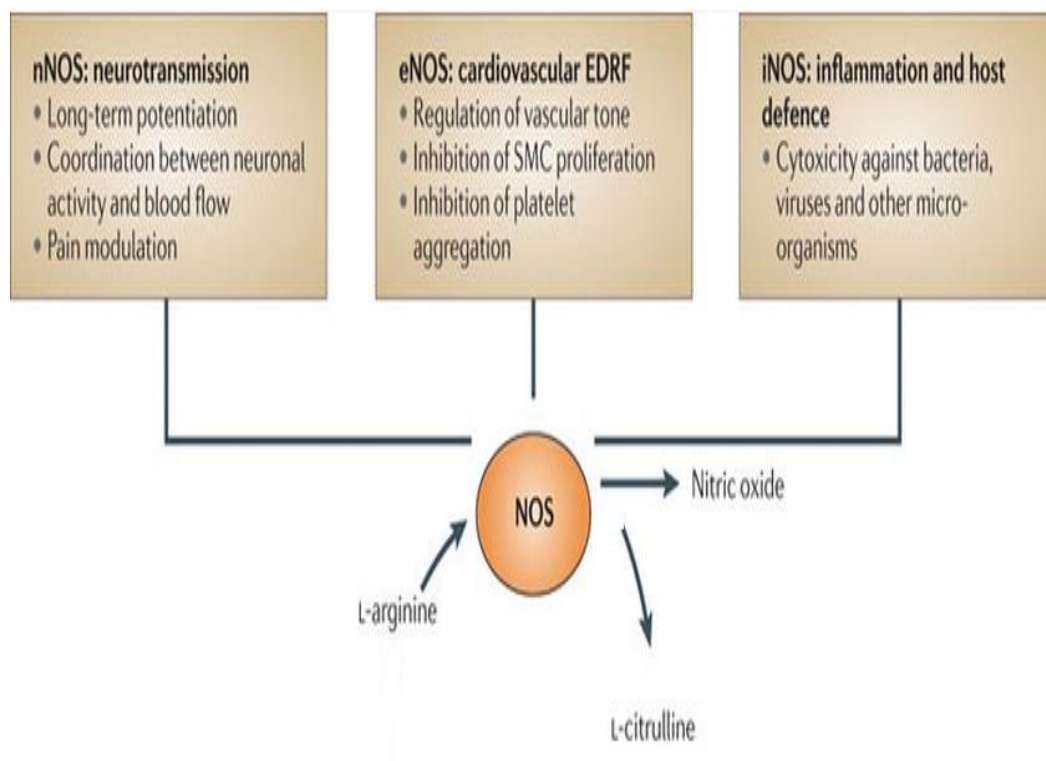 nNOS: neurotransmission
• Long-term potentiation
• Coordination between neuronal
activity and blood flow
• Pain modulation
eNOS: cardiovascular EDRF
• Regulation of vascular tone
• Inhibition of SMC proliferation
• Inhibition of platelet
aggregation
iNOS: inflammation and host
defence
• Cytoxicity against bacteria,
viruses and other micro-
organisms
NOS
Nitric oxide
L-arginine
L-citrulline